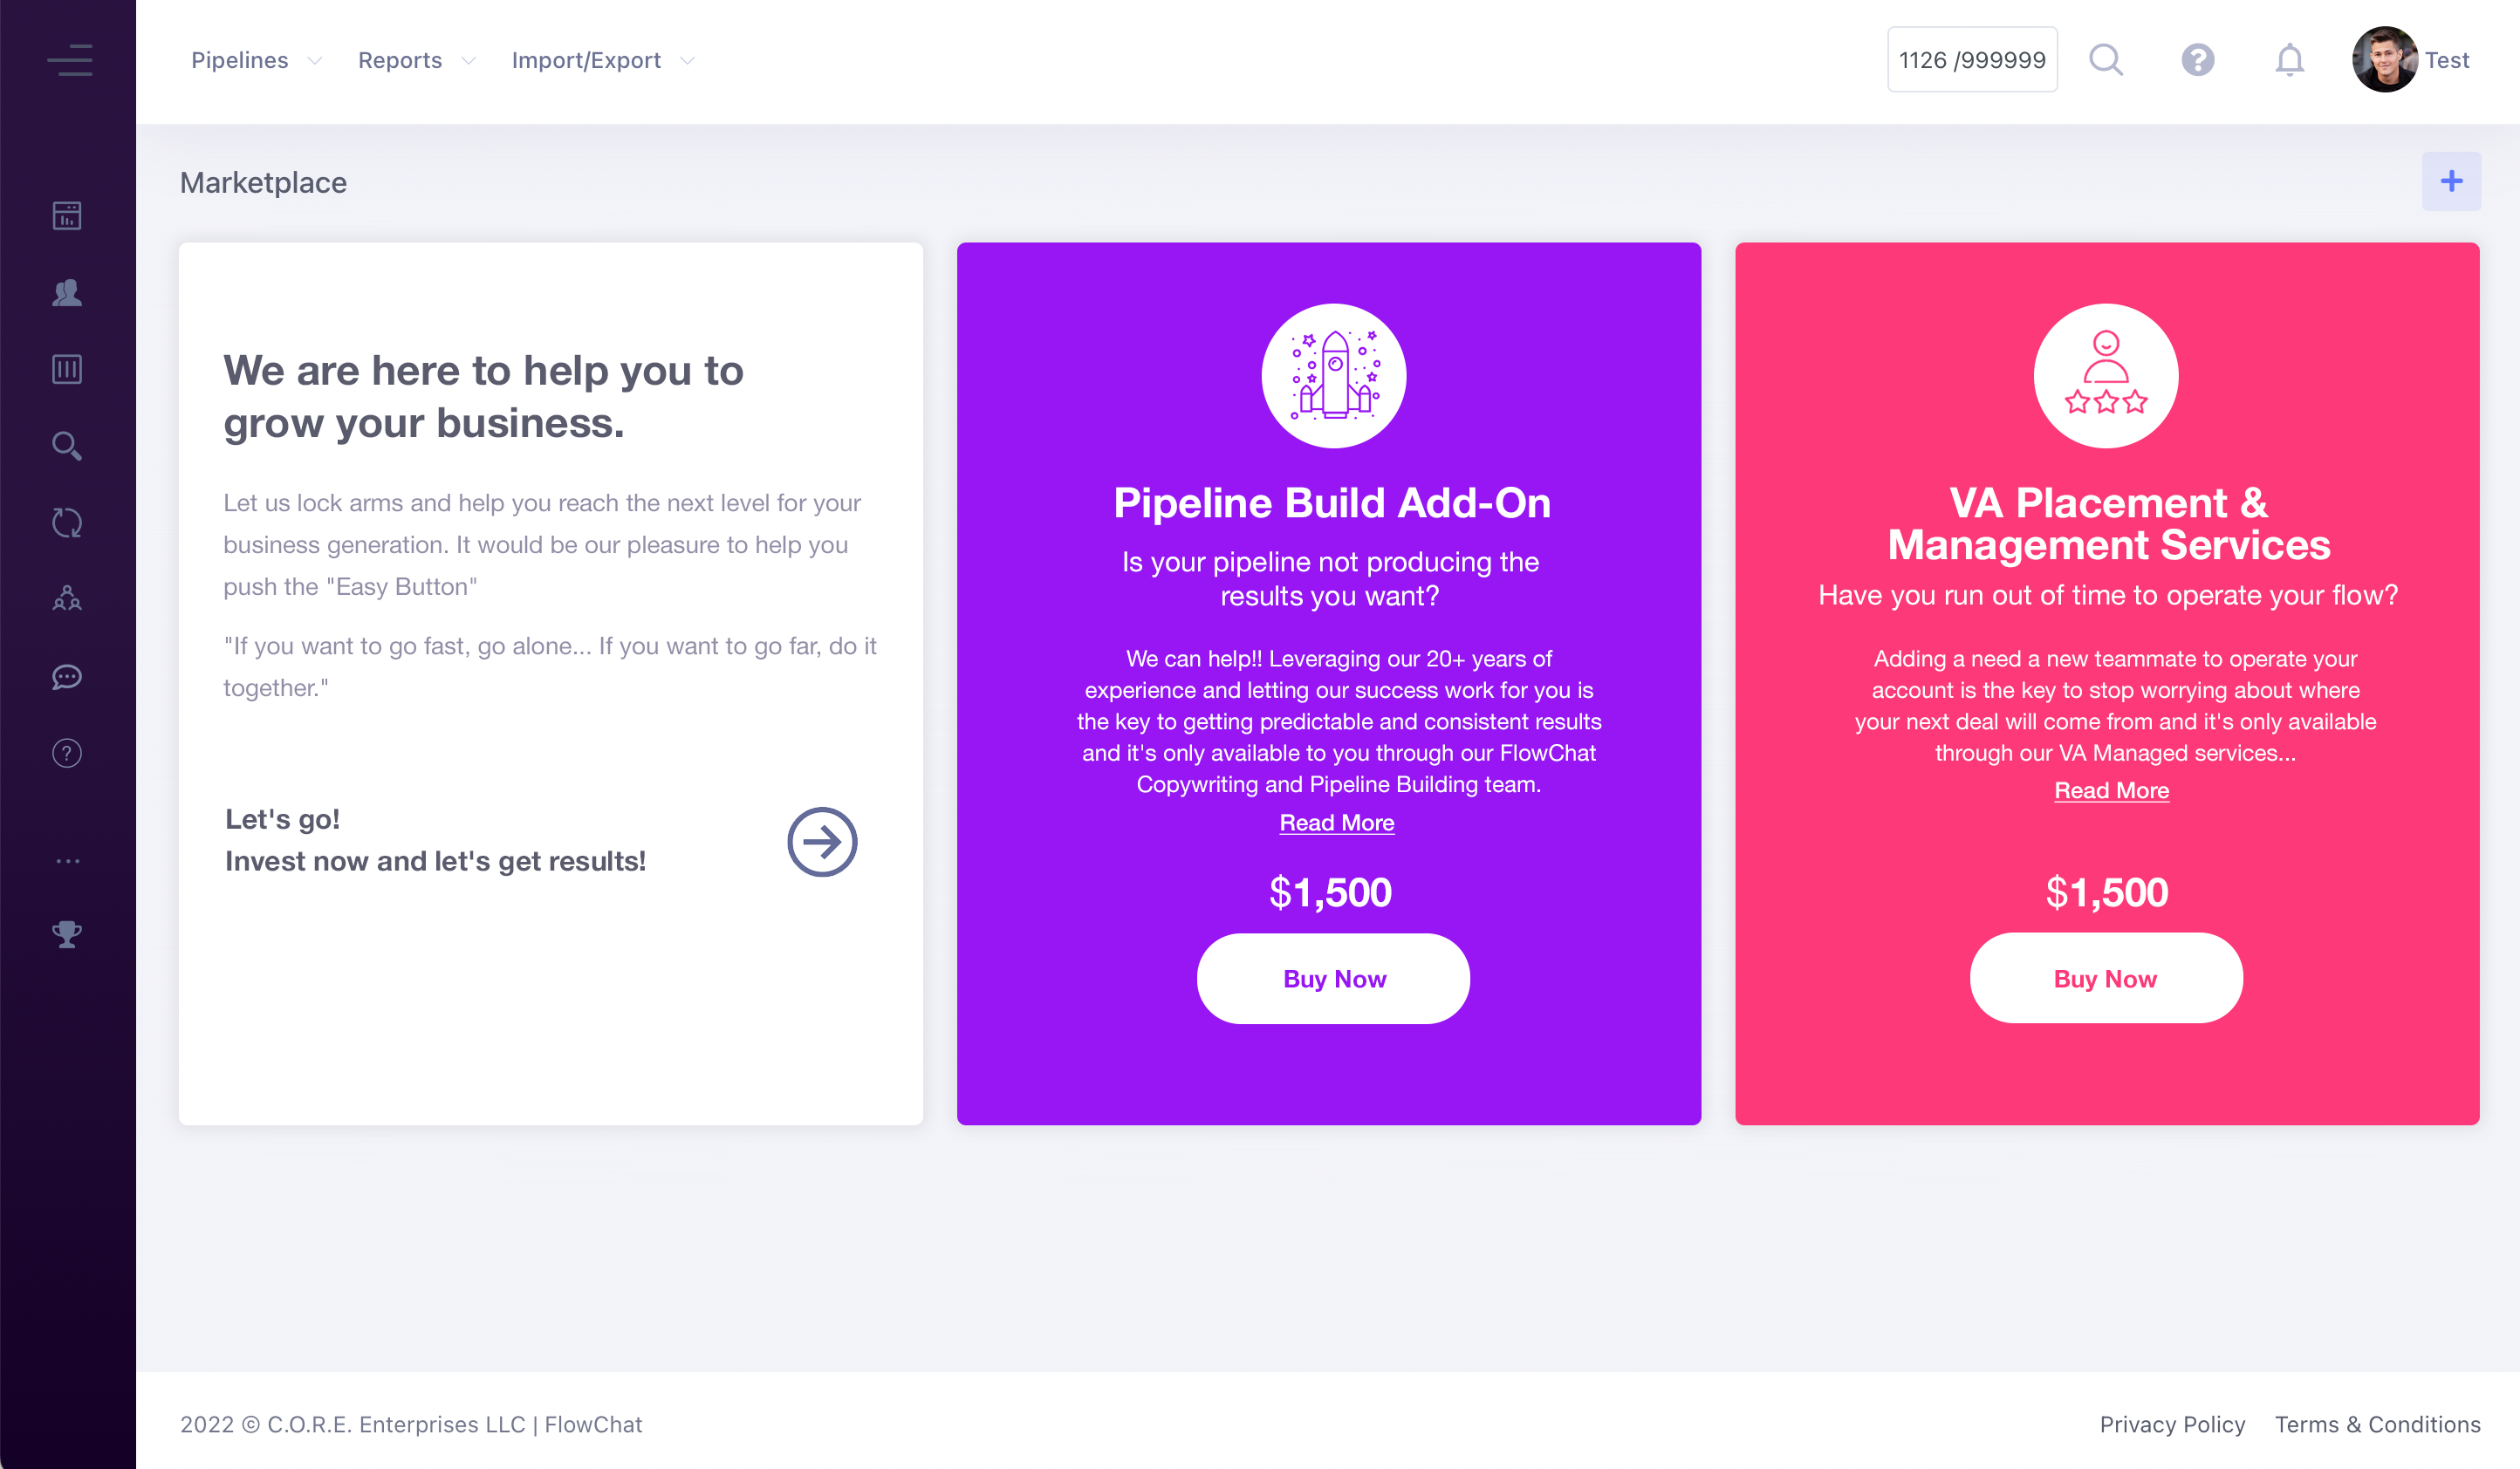 Pipelines
Reports
Import/Export
1126 /999999
Test
Marketplace
We are here to help you to
grow your business.
Let us lock arms and help you reach the next level for your
business generation. It would be our pleasure to help you
push the "Easy Button"
"If you want to go fast, go alone... If you want to go far, do it
together."
Let's go!
Invest now and let's get results!
Pipeline Build Add-On
Is your pipeline not producing the
results you want?
We can help!! Leveraging our 20+ years of
experience and letting our success work for you is
the key to getting predictable and consistent results
and it's only available to you through our FlowChat
Copywriting and Pipeline Building team.
Read More
$1,500
Buy Now
VA Placement &
Management Services
Have you run out of time to operate your flow?
Adding a need a new teammate to operate your
account is the key to stop worrying about where
your next deal will come from and it's only available
through our VA Managed services...
Read More
$1,500
Buy Now
2022 © C.O.R.E. Enterprises LLC | FlowChat
Privacy Policy
Terms & Conditions